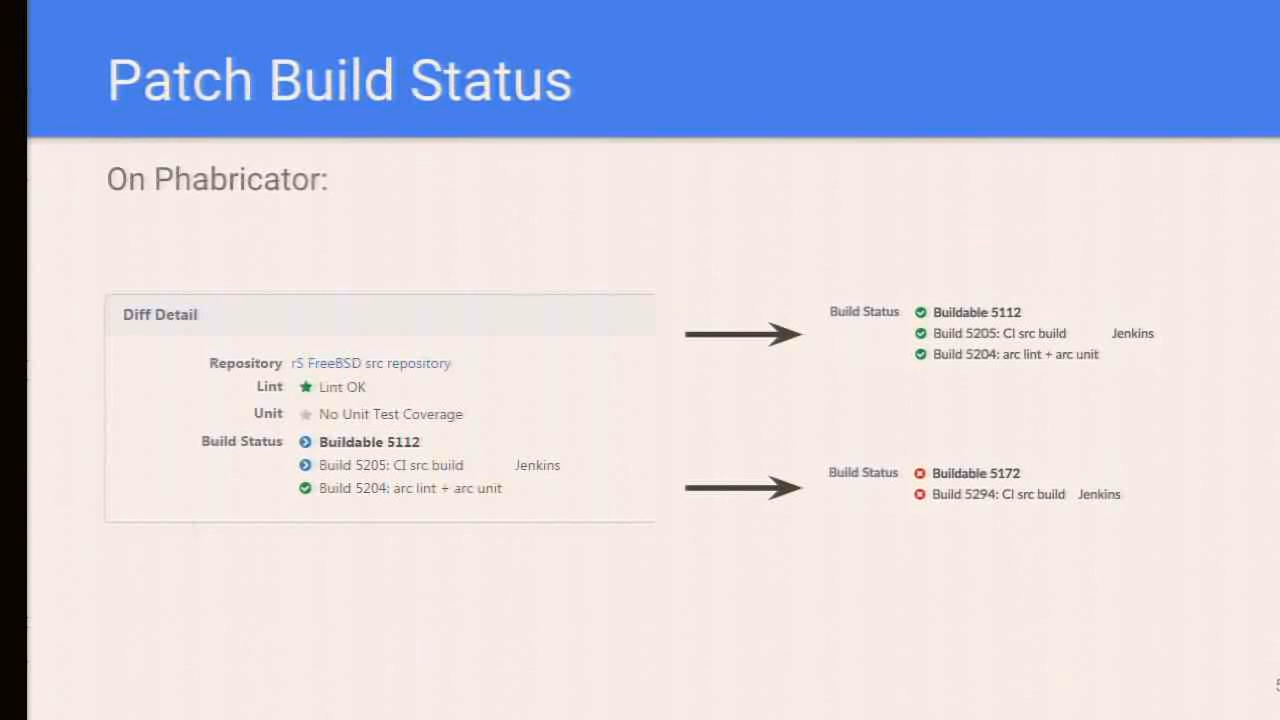 Patch Build Status
On Phabricator:
Diff Detail
Repository rS FreeBSD src repository
Lint Lint OK
Unit No Unit Test Coverage
Build Status Buildable 5112
Build 5205: CI src build Jenkins
Build 5204: arc lint + arc unit
Build Status Buildable 5112
Build 5205: CI src build Jenkins
Build 5204: arc lint + arc unit
Build Status Buildable 5172
Build 5294: CI src build Jenkins